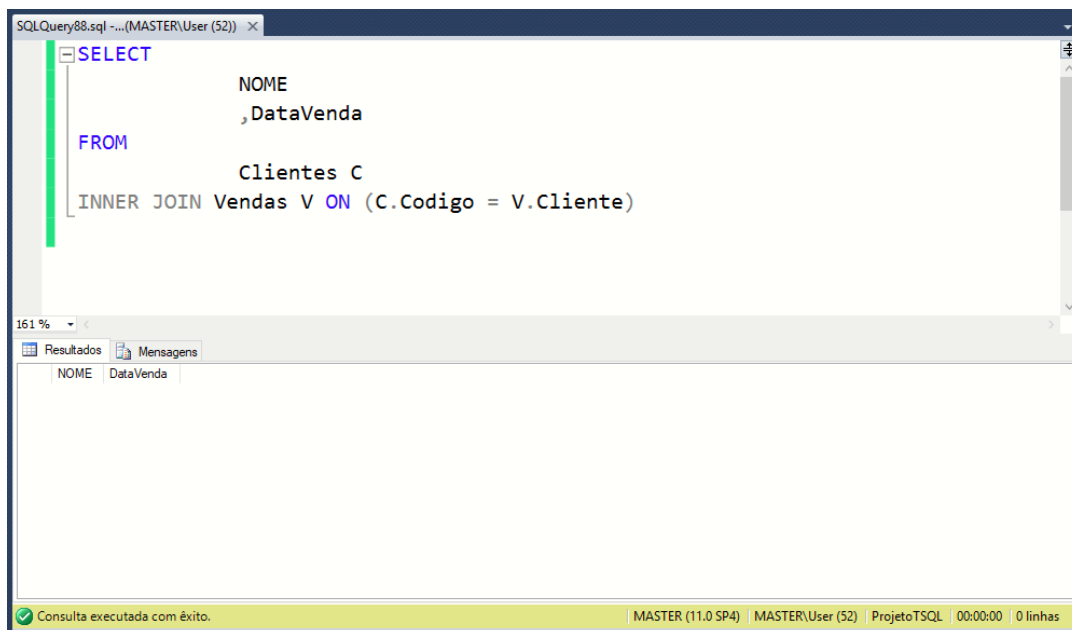 SQLQuery88.sql -...(MASTER\User (52)) ×
SELECT
NOME
,DataVenda
FROM
Clientes C
INNER JOIN Vendas V ON (C.Codigo = V.Cliente)
161 %
Resultados Mensagens
NOME DataVenda
Consulta executada com êxito. MASTER (11.0 SP4) MASTER\User (52) ProjetoTSQL 00:00:00 0 linhas